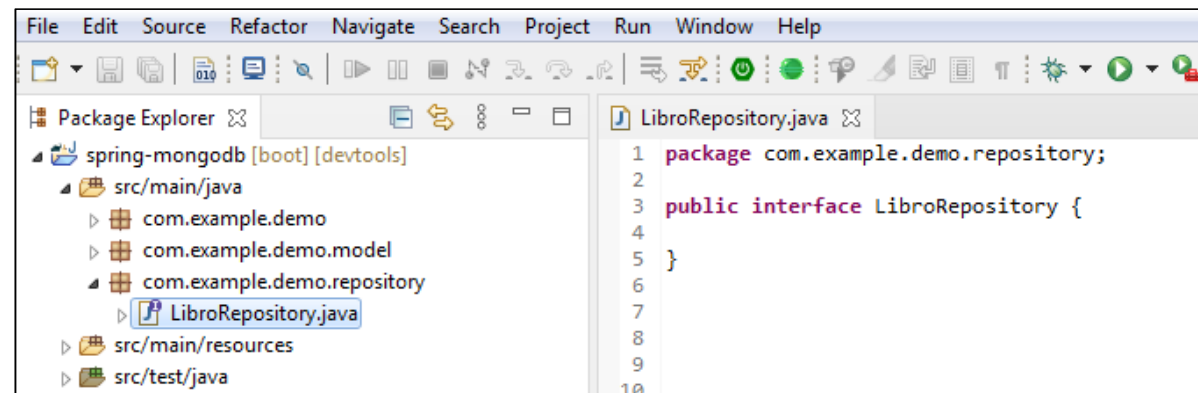 File Edit Source Refactor Navigate Search Project Run Window Help
010
Package Explorer
spring-mongodb [boot] [devtools]
src/main/java
com.example.demo
com.example.demo.model
com.example.demo.repository
LibroRepository.java
src/main/resources
src/test/java
LibroRepository.java
1 package com.example.demo.repository;
2
3 public interface LibroRepository {
4
5 }
6
7
8
9
10